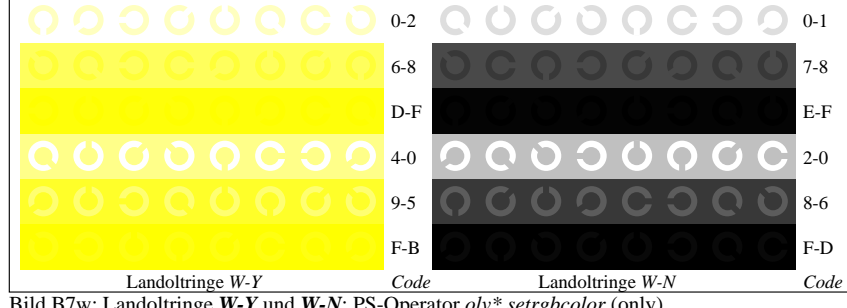 0-2 0-1
6-8 7-8
D-F E-F
4-0 2-0
9-5 8-6
F-B F-D
Landoltringe W-Y Code Landoltringe W-N Code
Bild B7w: Landoltringe W-Y und W-N; PS-Operator olv* setrgbcolor (only)